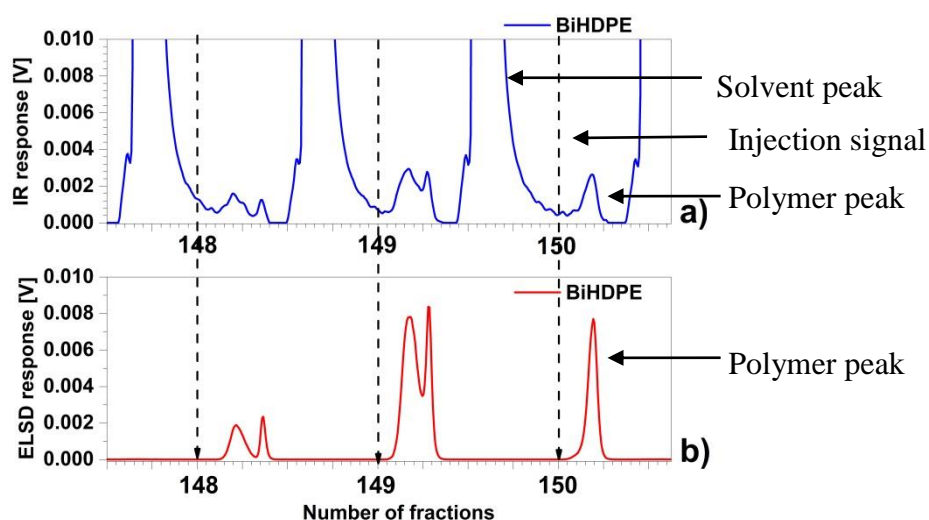 BiHDPE
0.010
0.008
0.006
0.004
0.002
0.000
IR response [V]
148
149
150
a)
Solvent peak
Injection signal
Polymer peak
BiHDPE
0.010
0.008
0.006
0.004
0.002
0.000
ELSD response [V]
148
149
150
b)
Polymer peak
Number of fractions